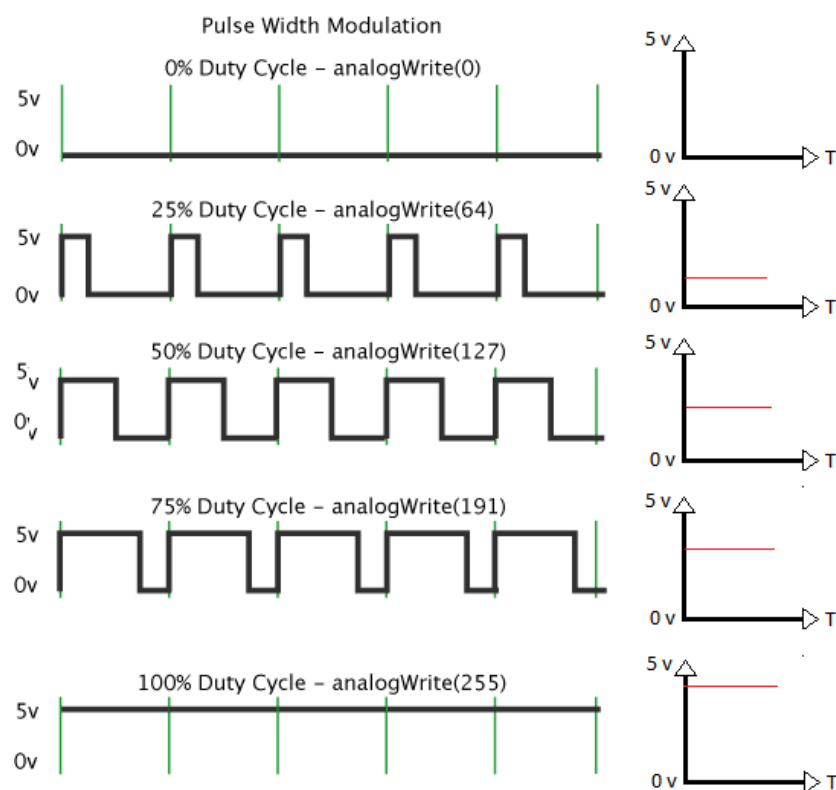 Pulse Width Modulation
0% Duty Cycle – analogWrite(0)
5v
0v
5 v
0 v
T
25% Duty Cycle – analogWrite(64)
5v
0v
5 v
0 v
T
50% Duty Cycle – analogWrite(127)
5v
0v
5 v
0 v
T
75% Duty Cycle – analogWrite(191)
5v
0v
5 v
0 v
T
100% Duty Cycle – analogWrite(255)
5v
0v
5 v
0 v
T